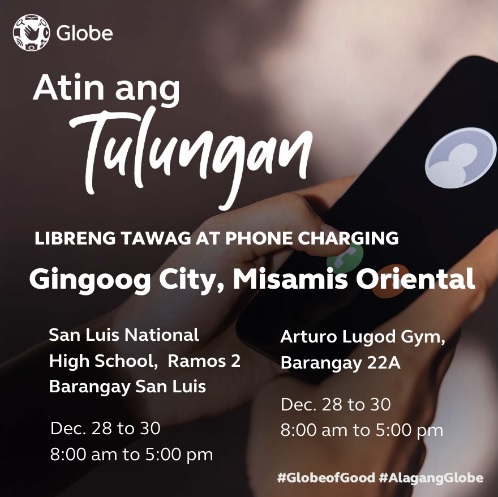 Globe
Atin ang
Tulungan
LIBRENG TAWAG AT PHONE CHARGING
Gingoog City, Misamis Oriental
San Luis National
High School, Ramos 2
Barangay San Luis
Dec. 28 to 30
8:00 am to 5:00 pm
Arturo Lugod Gym,
Barangay 22A
Dec. 28 to 30
8:00 am to 5:00 pm
#GlobeofGood #AlagangGlobe